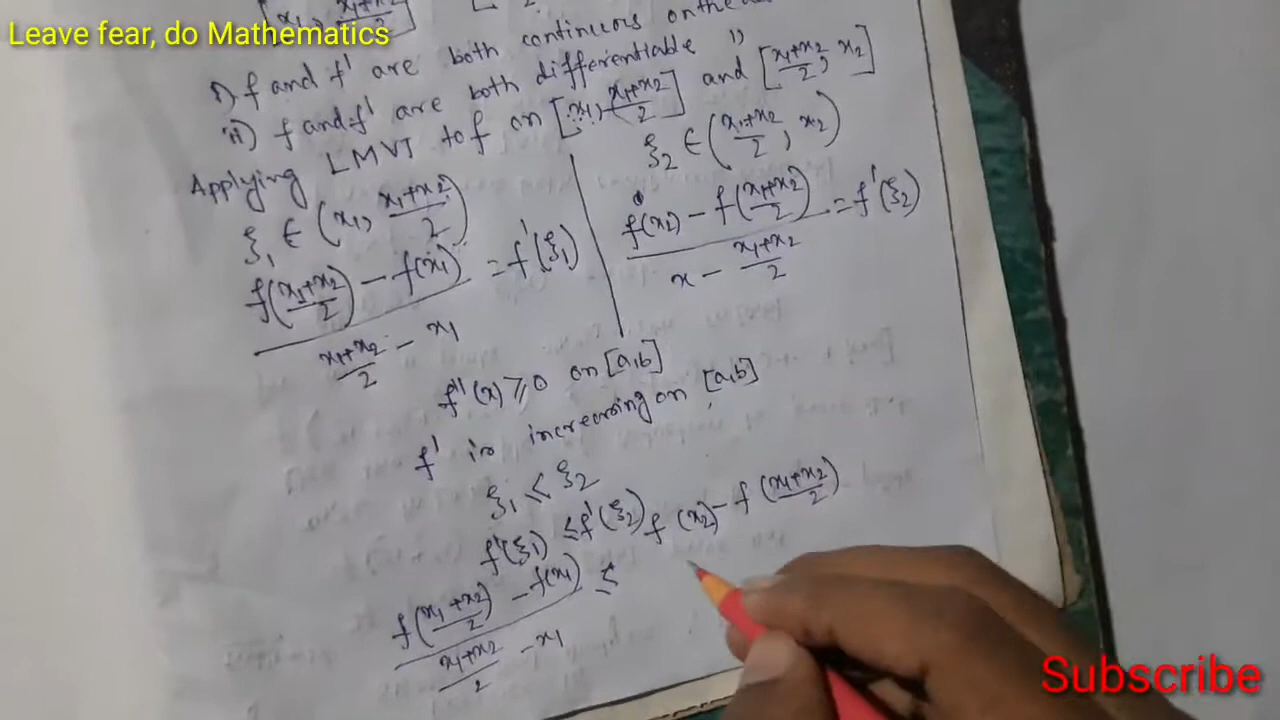 Leave fear, do Mathematics
[x1, x1+x2/2] [
i) f and f' are both continuous on the
ii) f and f' are both differentiable "
Applying LMVT to f on [x1, x1+x2/2] and [x1+x2/2, x2]
ξ1 ∈ (x1, x1+x2/2)
f(x1+x2/2) - f(x1) / x1+x2/2 - x1 = f'(ξ1)
ξ2 ∈ (x1+x2/2, x2)
f(x2) - f(x1+x2/2) / x - x1+x2/2 = f'(ξ2)
f''(x) ≥ 0 on [a,b]
f' is increasing on [a,b]
ξ1 ≤ ξ2
f'(ξ1) ≤ f'(ξ2)
f(x1+x2/2) - f(x1) / x1+x2/2 - x1 ≤ f(x2) - f(x1+x2/2)
Subscribe